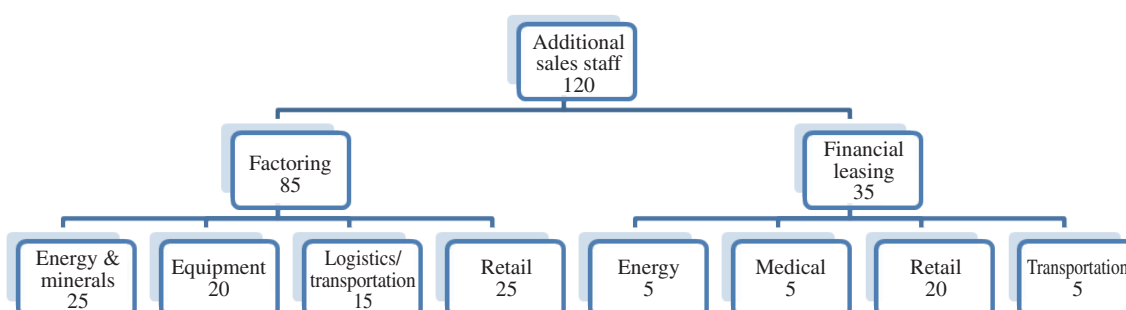 Additional
sales staff
120
Factoring
85
Financial
leasing
35
Energy &
minerals
25
Equipment
20
Logistics/
transportation
15
Retail
25
Energy
5
Medical
5
Retail
20
Transportation
5